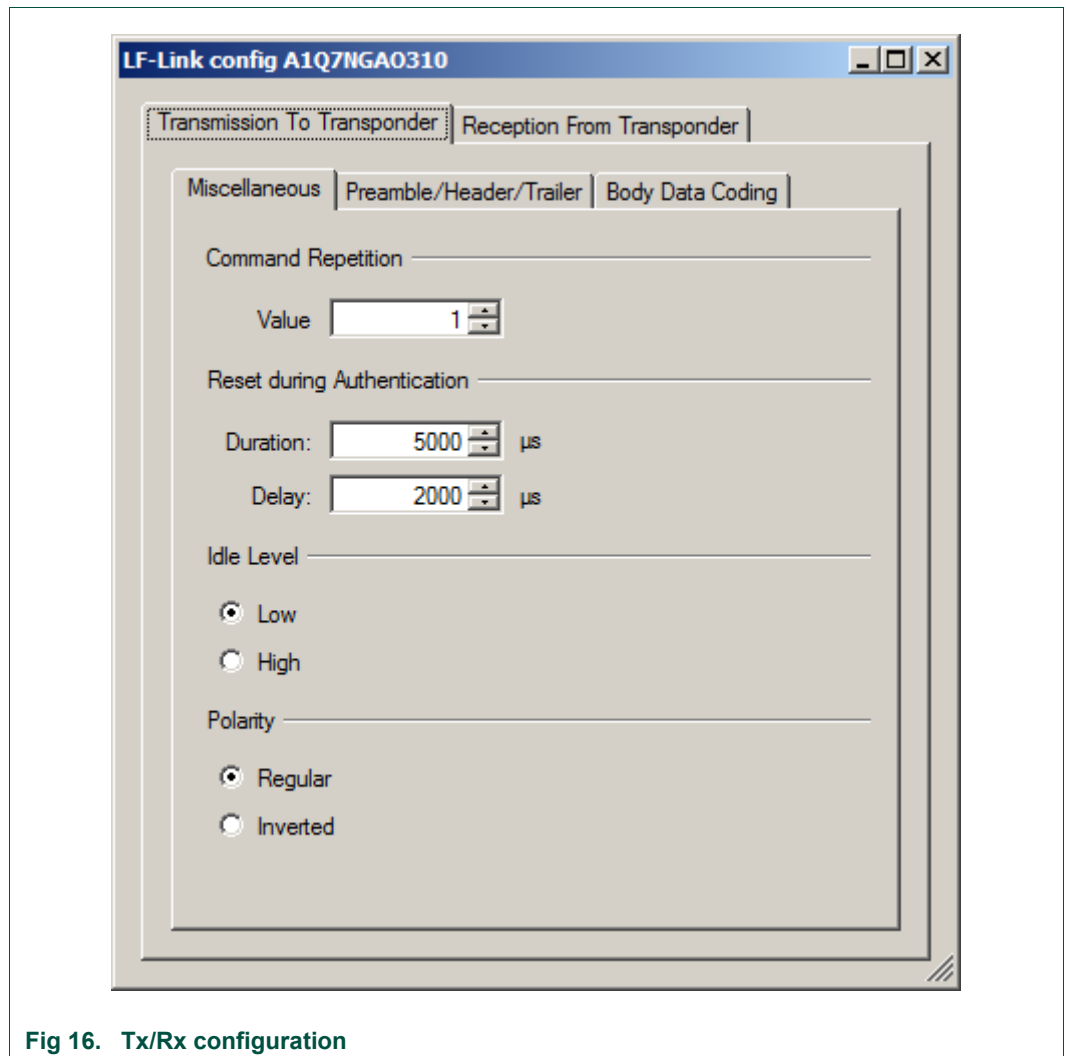 LF-Link config A1Q7NGAO310
Transmission To Transponder Reception From Transponder
Miscellaneous Preamble/Header/Trailer Body Data Coding
Command Repetition
Value 1
Reset during Authentication
Duration: 5000 µs
Delay: 2000 µs
Idle Level
Low
High
Polarity
Regular
Inverted
Fig 16. Tx/Rx configuration